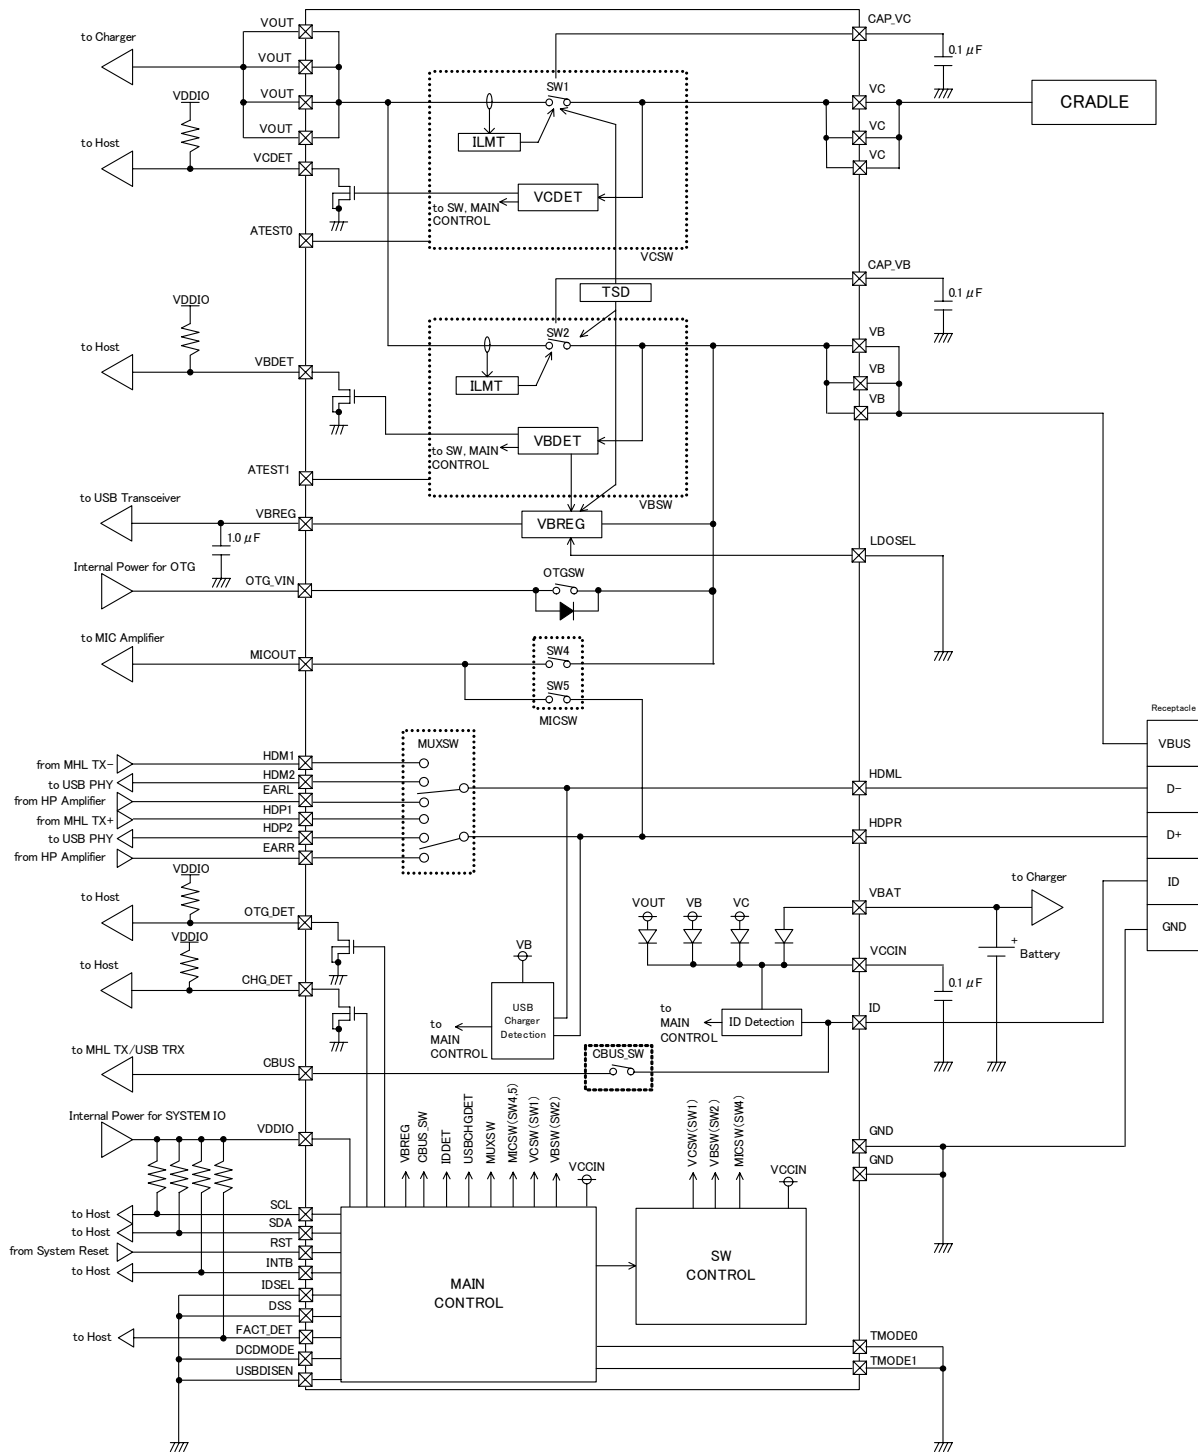 VOUT
to Charger
VOUT
VDDIO
VOUT
VOUT
to Host
VCDET
ATEST0
SW1
ILMT
VCDET
to SW, MAIN
CONTROL
VCSW
CAP_VC
0.1 μF
VC
VC
VC
CRADLE
TSD
CAP_VB
0.1 μF
VDDIO
to Host
VBDET
ATEST1
SW2
ILMT
VBDET
to SW, MAIN
CONTROL
VBSW
VB
VB
VB
to USB Transceiver
VBREG
1.0 μF
VBREG
LDOSEL
Internal Power for OTG
OTG_VIN
OTGSW
to MIC Amplifier
MICOUT
SW4
SW5
MICSW
Receptacle
VBUS
D-
D+
ID
GND
MUXSW
from MHL TX-
HDM1
to USB PHY
HDM2
from HP Amplifier
EARL
from MHL TX+
HDP1
to USB PHY
HDP2
from HP Amplifier
EARR
HDML
HDPR
VDDIO
to Host
OTG_DET
VDDIO
to Host
CHG_DET
VB
USB
Charger
Detection
to
MAIN
CONTROL
VOUT
VB
VC
VBAT
to Charger
+
Battery
VCCIN
0.1 μF
to
MAIN
CONTROL
ID Detection
ID
to MHL TX/USB TRX
CBUS
CBUS_SW
Internal Power for SYSTEM IO
VDDIO
VBREG
CBUS_SW
IDDET
USBCHGDET
MUXSW
MICSW(SW4.5)
VCSW(SW1)
VBSW(SW2)
VCCIN
VCSW(SW1)
VBSW(SW2)
MICSW(SW4)
VCCIN
GND
GND
to Host
SCL
to Host
SDA
from System Reset
RST
to Host
INTB
IDSEL
DSS
to Host
FACT_DET
DCDMODE
USBDISEN
MAIN
CONTROL
SW
CONTROL
TMODE0
TMODE1